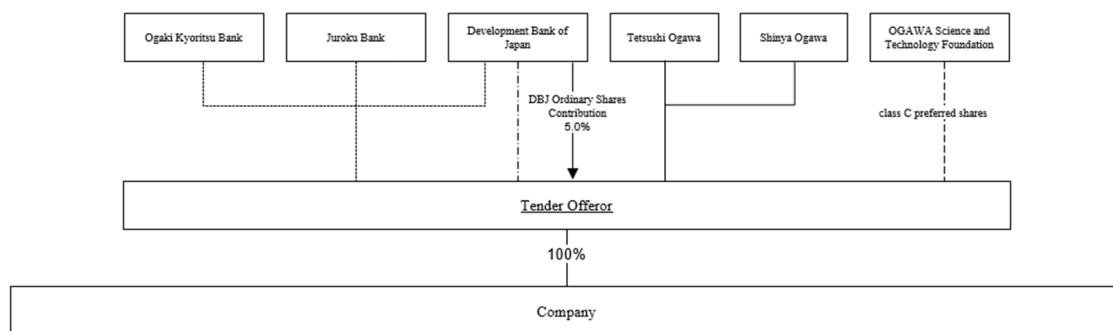 Ogaki Kyoritsu Bank
Juroku Bank
Development Bank of
Japan
Tetsushi Ogawa
Shinya Ogawa
OGAWA Science and
Technology Foundation
DBJ Ordinary Shares
Contribution
5.0%
class C preferred shares
Tender Offeror
100%
Company